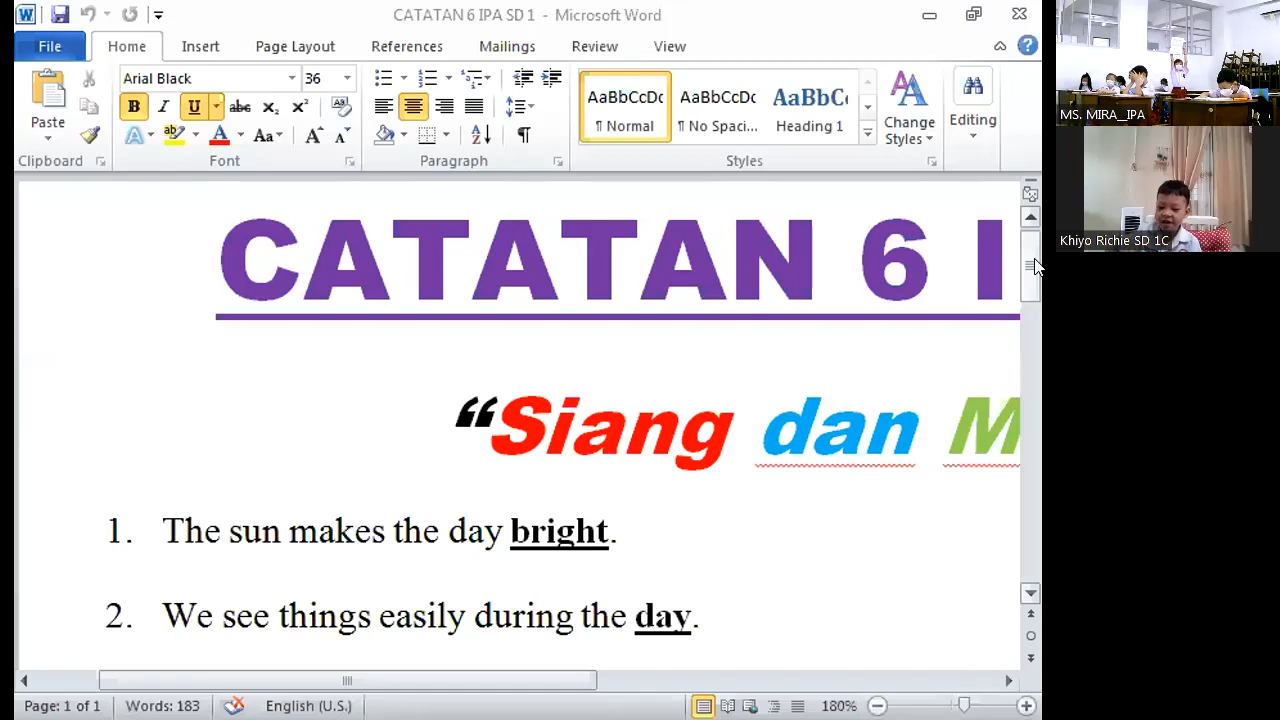 CATATAN 6 IPA SD 1 - Microsoft Word
File Home Insert Page Layout References Mailings Review View
Arial Black 36
AaBbCcDc AaBbCcDc AaBbC
Paste
¶ Normal ¶ No Spaci... Heading 1 Change Styles Editing
Clipboard Font Paragraph Styles
CATATAN 6 I
“Siang dan M
1. The sun makes the day bright.
2. We see things easily during the day.
Page: 1 of 1 Words: 183 English (U.S.) 180%
MS. MIRA_IPA
Khiyo Richie SD 1C